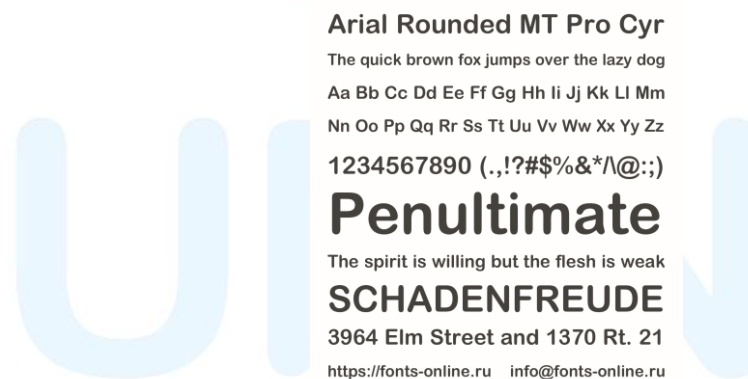 Arial Rounded MT Pro Cyr
The quick brown fox jumps over the lazy dog
Aa Bb Cc Dd Ee Ff Gg Hh Ii Jj Kk Ll Mm
Nn Oo Pp Qq Rr Ss Tt Uu Vv Ww Xx Yy Zz
1234567890 (.,!?#$%&*/\@:;)
Penultimate
The spirit is willing but the flesh is weak
SCHADENFREUDE
3964 Elm Street and 1370 Rt. 21
https://fonts-online.ru info@fonts-online.ru